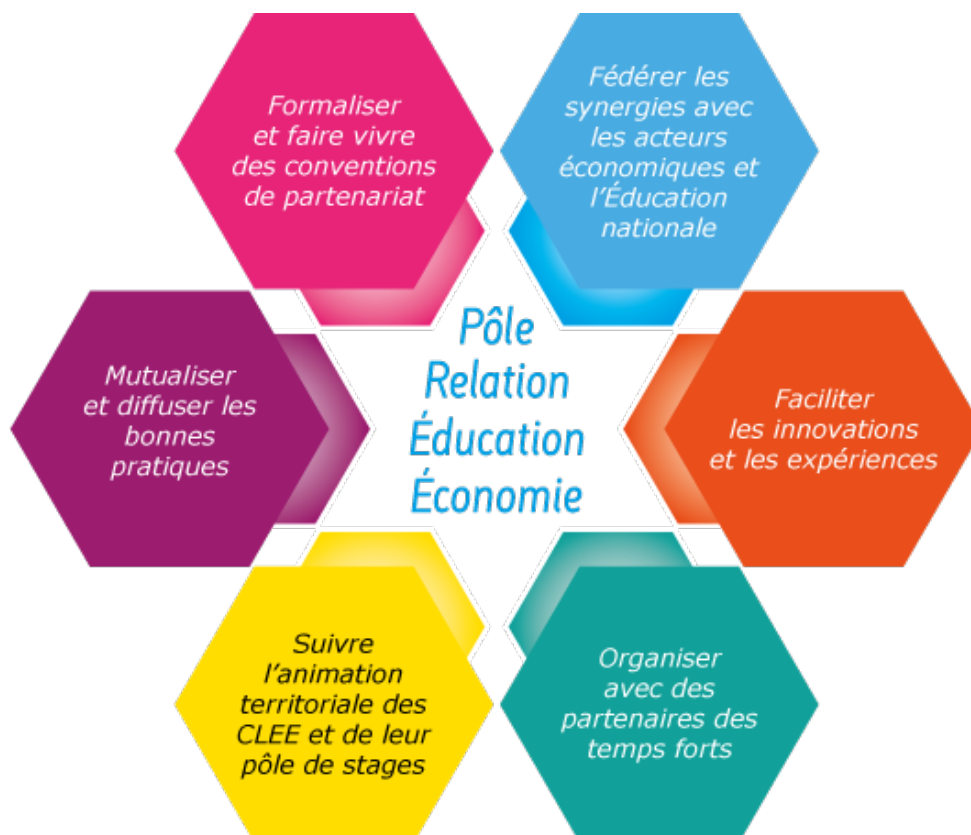 Formaliser
et faire vivre
des conventions
de partenariat
Fédérer les
synergies avec
les acteurs
économiques et
l'Éducation
nationale
Mutualiser
et diffuser les
bonnes
pratiques
Pôle
Relation
Éducation
Économie
Faciliter
les innovations
et les expériences
Suivre
l'animation
territoriale des
CLEE et de leur
pôle de stages
Organiser
avec des
partenaires des
temps forts